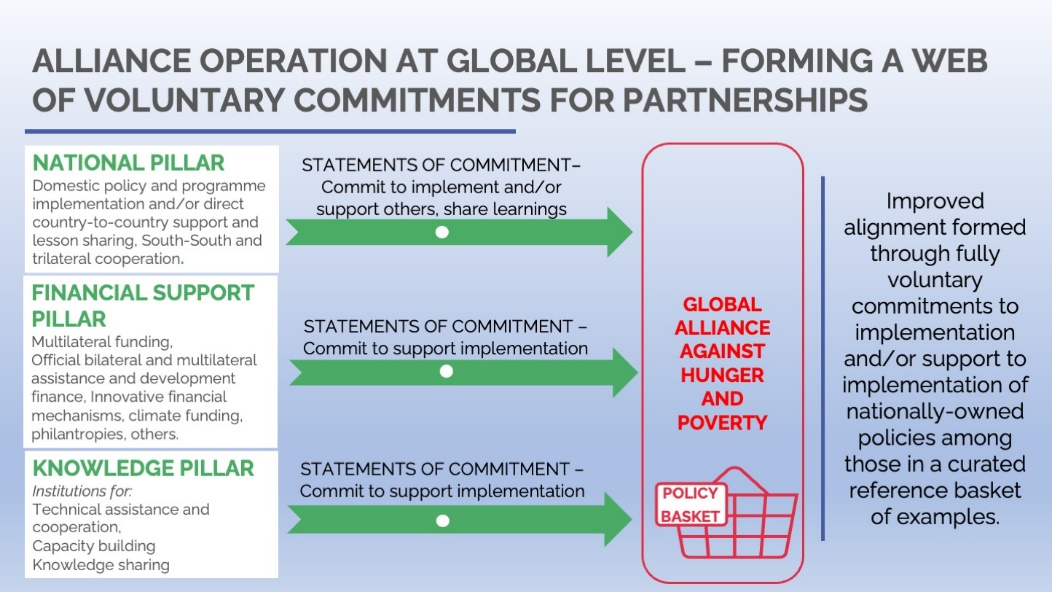 ALLIANCE OPERATION AT GLOBAL LEVEL – FORMING A WEB
OF VOLUNTARY COMMITMENTS FOR PARTNERSHIPS
NATIONAL PILLAR
Domestic policy and programme
implementation and/or direct
country-to-country support and
lesson sharing, South-South and
trilateral cooperation.
STATEMENTS OF COMMITMENT–
Commit to implement and/or
support others, share learnings
FINANCIAL SUPPORT
PILLAR
Multilateral funding,
Official bilateral and multilateral
assistance and development
finance, Innovative financial
mechanisms, climate funding,
philantropies, others.
STATEMENTS OF COMMITMENT –
Commit to support implementation
KNOWLEDGE PILLAR
Institutions for:
Technical assistance and
cooperation,
Capacity building
Knowledge sharing
STATEMENTS OF COMMITMENT –
Commit to support implementation
GLOBAL
ALLIANCE
AGAINST
HUNGER
AND
POVERTY
POLICY
BASKET
Improved
alignment formed
through fully
voluntary
commitments to
implementation
and/or support to
implementation of
nationally-owned
policies among
those in a curated
reference basket
of examples.